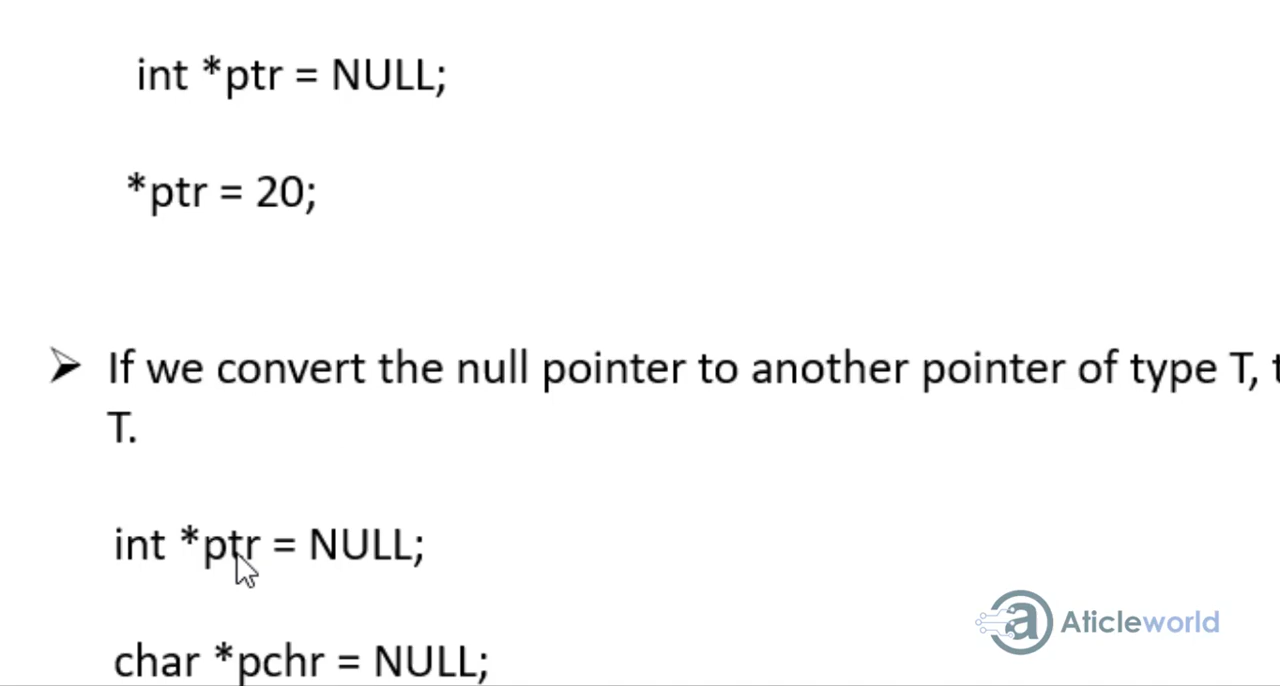 int *ptr = NULL;
*ptr = 20;
If we convert the null pointer to another pointer of type T,
T.
int *ptr = NULL;
char *pchr = NULL;
a Aticleworld